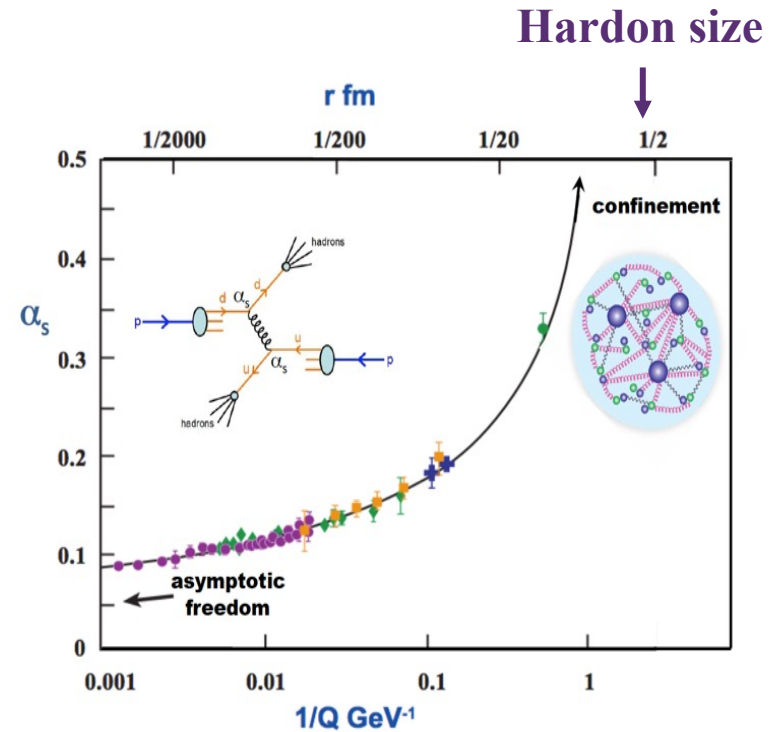 Hardon size
r fm
1/2000 1/200 1/20 1/2
0.5
confinement
hadrons
0.4
d
d αs
p
αs
u
αs
p
0.3
u
hadrons
0.2
0.1
asymptotic
freedom
0
0.001 0.01 0.1 1
1/Q GeV⁻¹